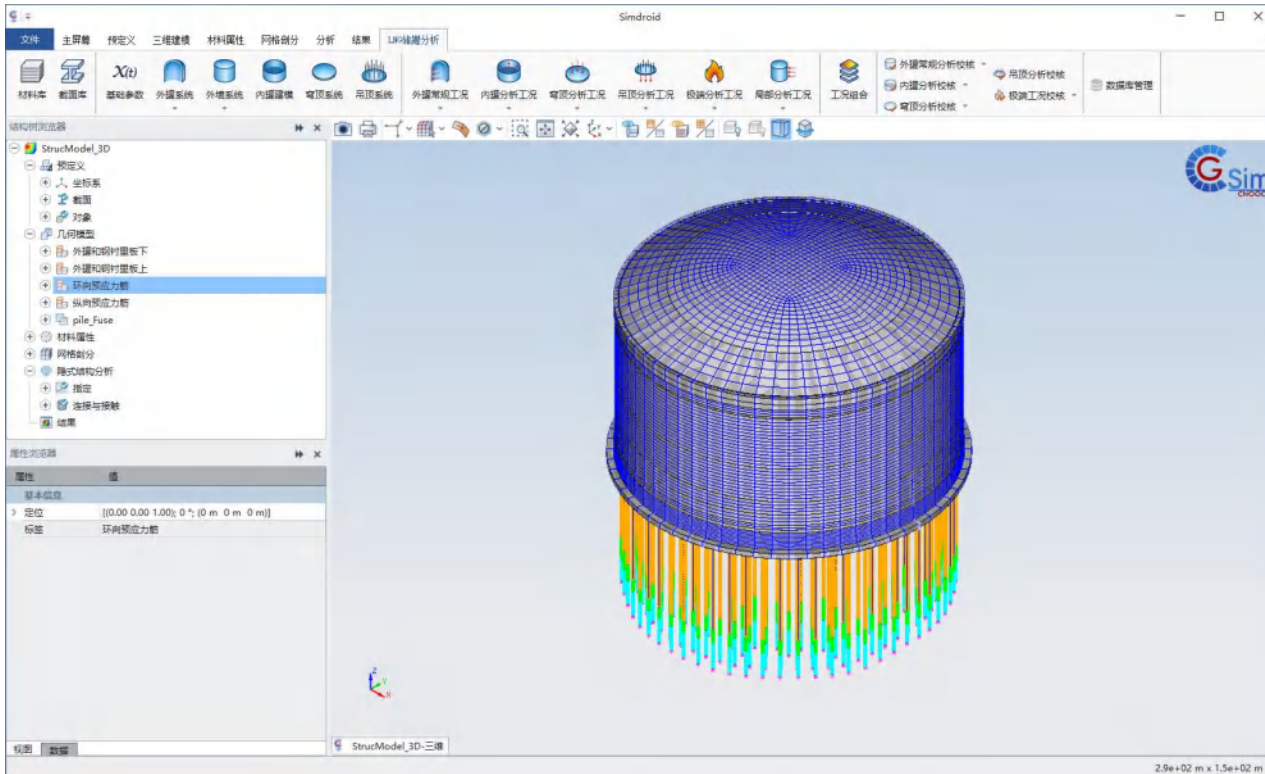 Simdroid
文件 主屏幕 预定义 三维建模 材料属性 网格剖分 分析 结果 LNG储罐分析
X(t)
材料库 截面库 基础参数 外罐系统 外墙系统 内罐建模 穹顶系统 吊顶系统 外罐常规工况 内罐分析工况 穹顶分析工况 吊顶分析工况 极端分析工况 局部分析工况 工况组合
外罐常规分析校核 吊顶分析校核
内罐分析校核 极端工况校核 数据库管理
穹顶分析校核
结构树浏览器
StrucModel_3D
预定义
坐标系
截面
对象
几何模型
外罐和钢衬里板下
外罐和钢衬里板上
环向预应力筋
纵向预应力筋
pile_Fuse
材料属性
网格剖分
隐式结构分析
指定
连接与接触
结果
属性浏览器
属性 值
基本信息
定位 [(0.00 0.00 1.00); 0 °; (0 m 0 m 0 m)]
标签 环向预应力筋
G Sim
CNOOC
Z
Y
X
视图 数据
StrucModel_3D-三维
2.9e+02 m x 1.5e+02 m